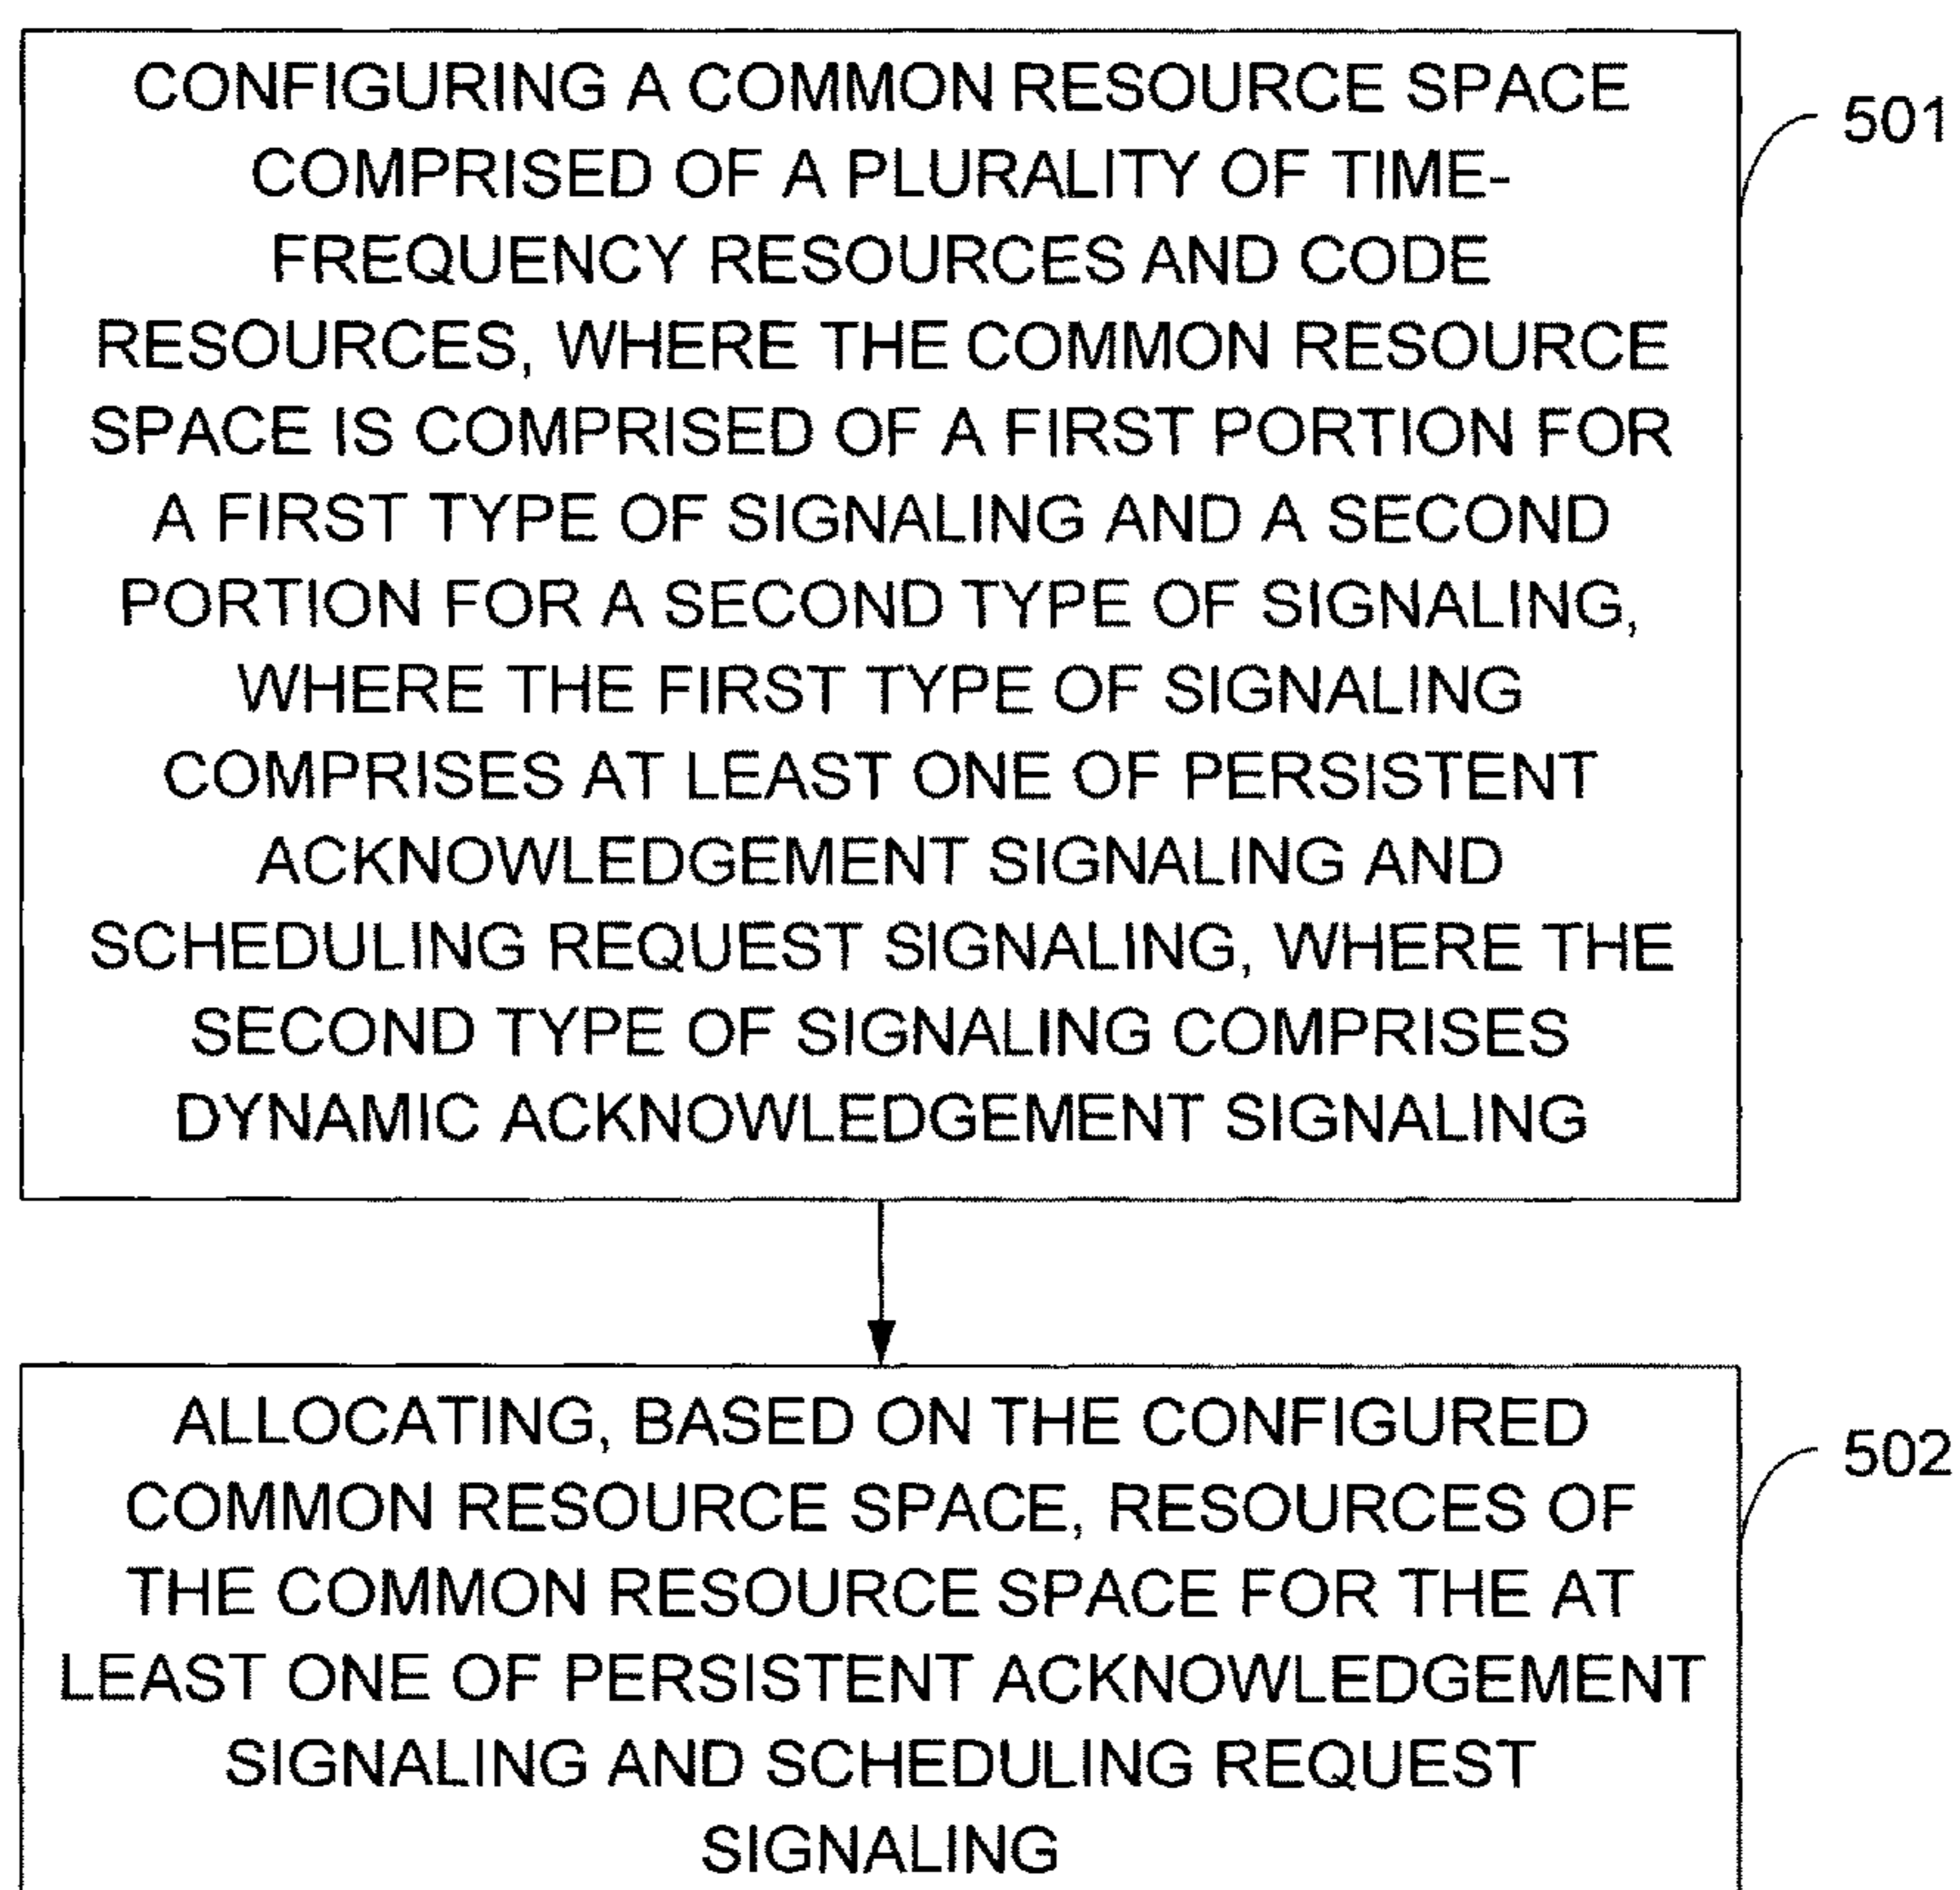 CONFIGURING A COMMON RESOURCE SPACE
COMPRISED OF A PLURALITY OF TIME-
FREQUENCY RESOURCES AND CODE
RESOURCES, WHERE THE COMMON RESOURCE
SPACE IS COMPRISED OF A FIRST PORTION FOR
A FIRST TYPE OF SIGNALING AND A SECOND
PORTION FOR A SECOND TYPE OF SIGNALING,
WHERE THE FIRST TYPE OF SIGNALING
COMPRISES AT LEAST ONE OF PERSISTENT
ACKNOWLEDGEMENT SIGNALING AND
SCHEDULING REQUEST SIGNALING, WHERE THE
SECOND TYPE OF SIGNALING COMPRISES
DYNAMIC ACKNOWLEDGEMENT SIGNALING
501
ALLOCATING, BASED ON THE CONFIGURED
COMMON RESOURCE SPACE, RESOURCES OF
THE COMMON RESOURCE SPACE FOR THE AT
LEAST ONE OF PERSISTENT ACKNOWLEDGEMENT
SIGNALING AND SCHEDULING REQUEST
SIGNALING
502